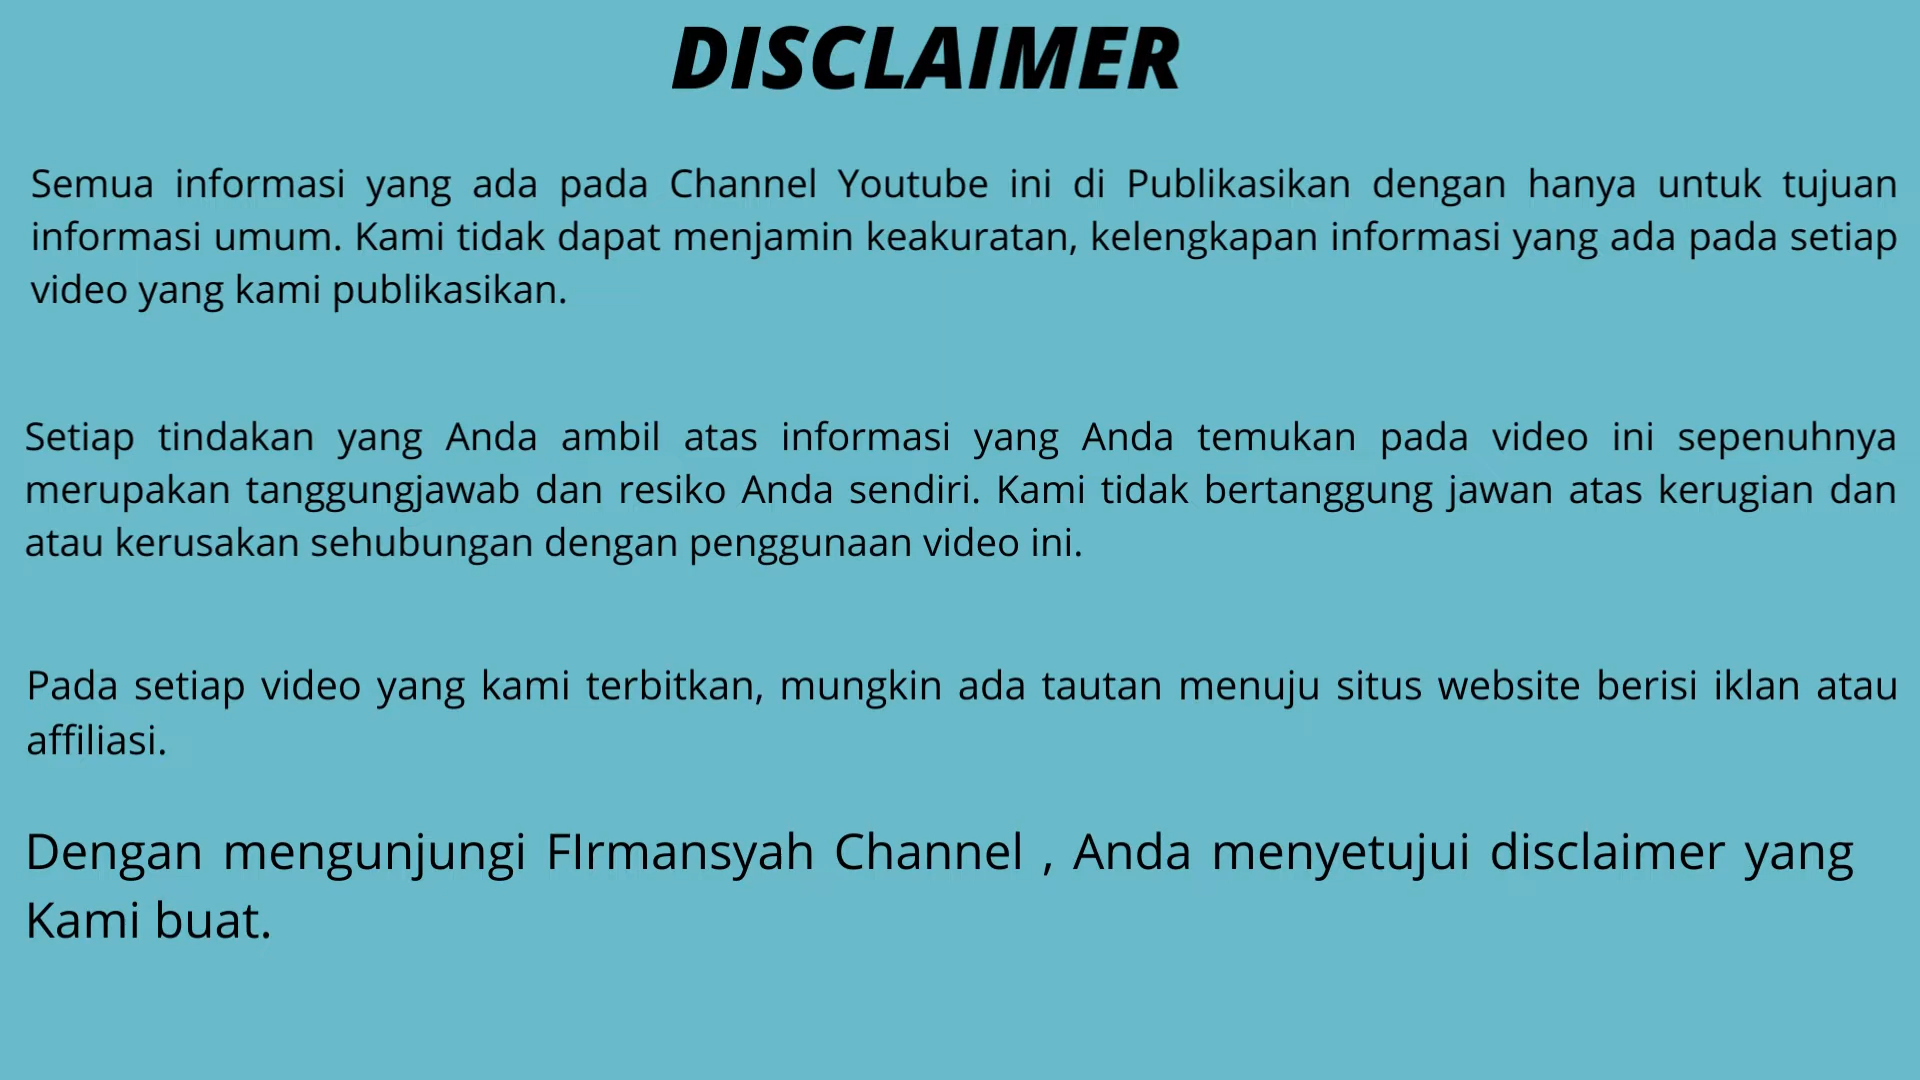 DISCLAIMER
Semua informasi yang ada pada Channel Youtube ini di Publikasikan dengan hanya untuk tujuan
informasi umum. Kami tidak dapat menjamin keakuratan, kelengkapan informasi yang ada pada setiap
video yang kami publikasikan.
Setiap tindakan yang Anda ambil atas informasi yang Anda temukan pada video ini sepenuhnya
merupakan tanggungjawab dan resiko Anda sendiri. Kami tidak bertanggung jawan atas kerugian dan
atau kerusakan sehubungan dengan penggunaan video ini.
Pada setiap video yang kami terbitkan, mungkin ada tautan menuju situs website berisi iklan atau
affiliasi.
Dengan mengunjungi FIrmansyah Channel , Anda menyetujui disclaimer yang
Kami buat.